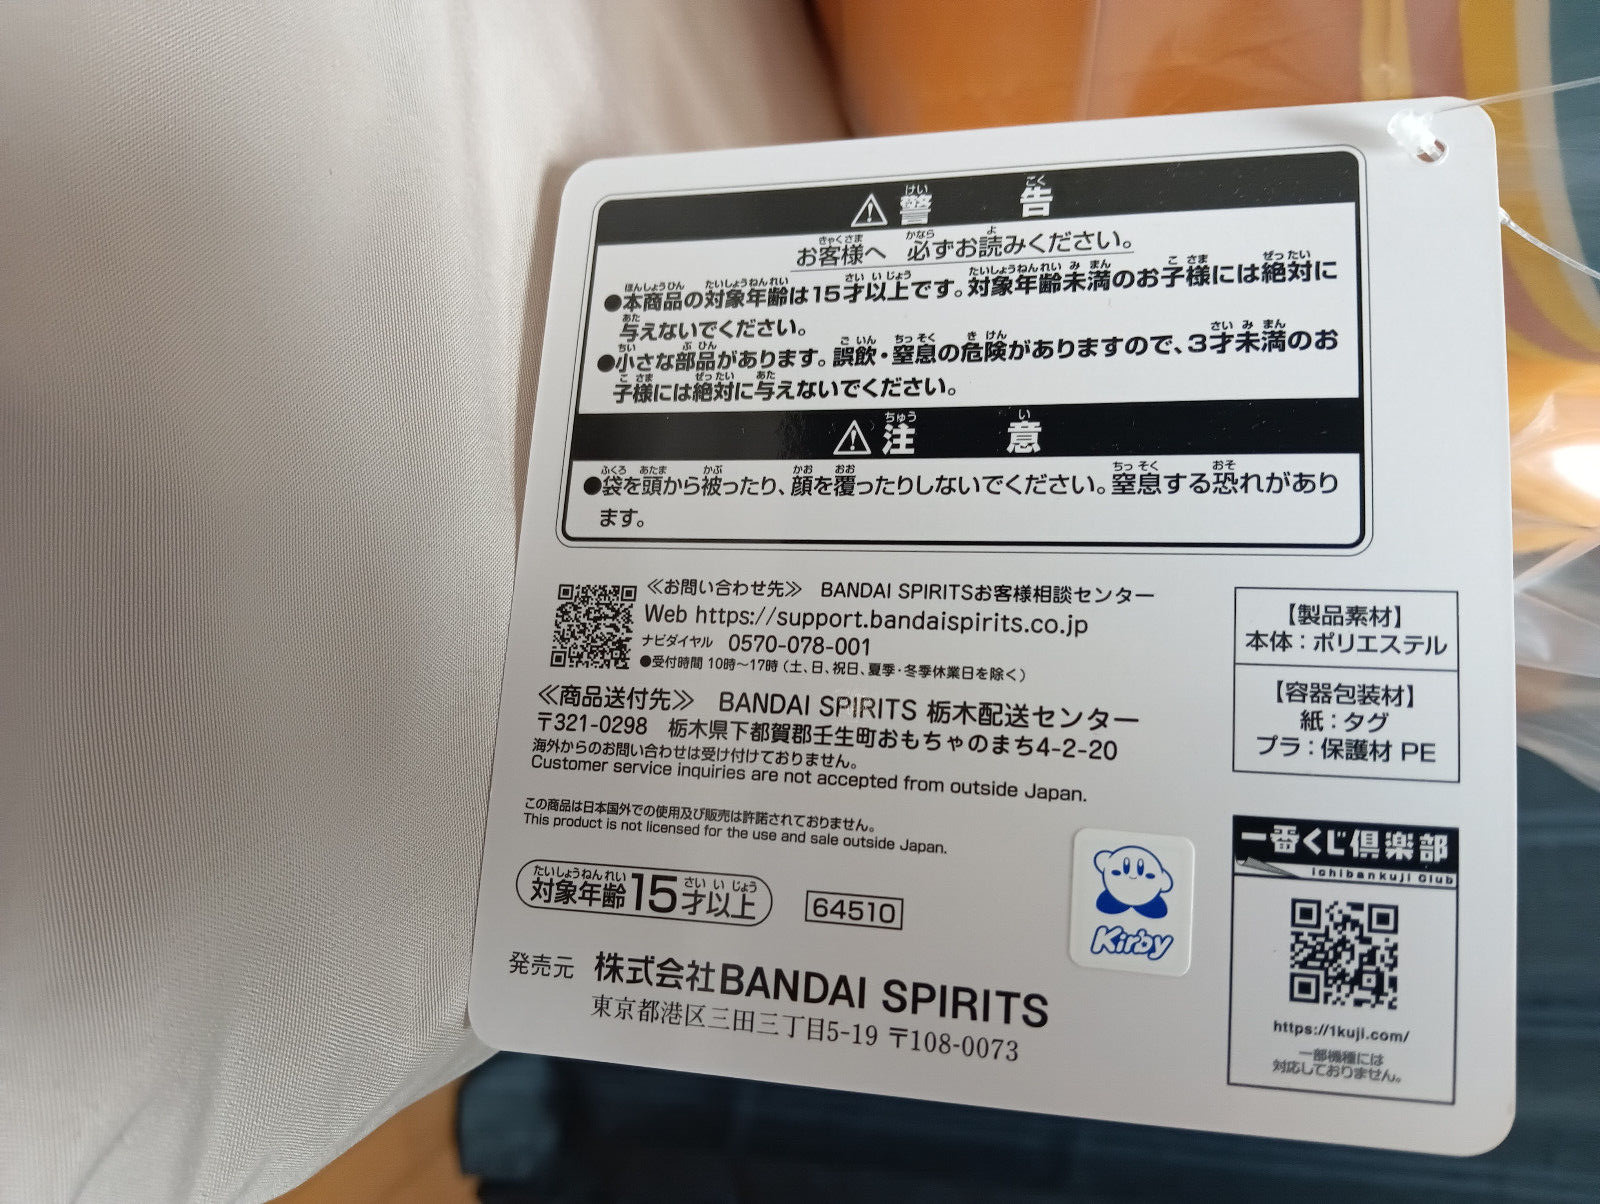 ⚠警告
お客様へ 必ずお読みください。
●本商品の対象年齢は15才以上です。対象年齢未満のお子様には絶対に
与えないでください。
●小さな部品があります。誤飲・窒息の危険がありますので、3才未満のお
子様には絶対に与えないでください。
⚠注意
●袋を頭から被ったり、顔を覆ったりしないでください。窒息する恐れがあり
ます。
≪お問い合わせ先≫ BANDAI SPIRITSお客様相談センター
Web https://support.bandaispirits.co.jp
ナビダイヤル 0570-078-001
●受付時間 10時～17時（土、日、祝日、夏季・冬季休業日を除く）
≪商品送付先≫ BANDAI SPIRITS 栃木配送センター
〒321-0298 栃木県下都賀郡壬生町おもちゃのまち4-2-20
海外からのお問い合わせは受け付けておりません。
Customer service inquiries are not accepted from outside Japan.
この商品は日本国外での使用及び販売は許諾されておりません。
This product is not licensed for the use and sale outside Japan.
対象年齢15才以上
64510
発売元 株式会社BANDAI SPIRITS
東京都港区三田三丁目5-19 〒108-0073
Kirby
【製品素材】
本体：ポリエステル
【容器包装材】
紙：タグ
プラ：保護材 PE
一番くじ倶楽部
ichibankuji Club
https://1kuji.com/
一部機種には
対応しておりません。